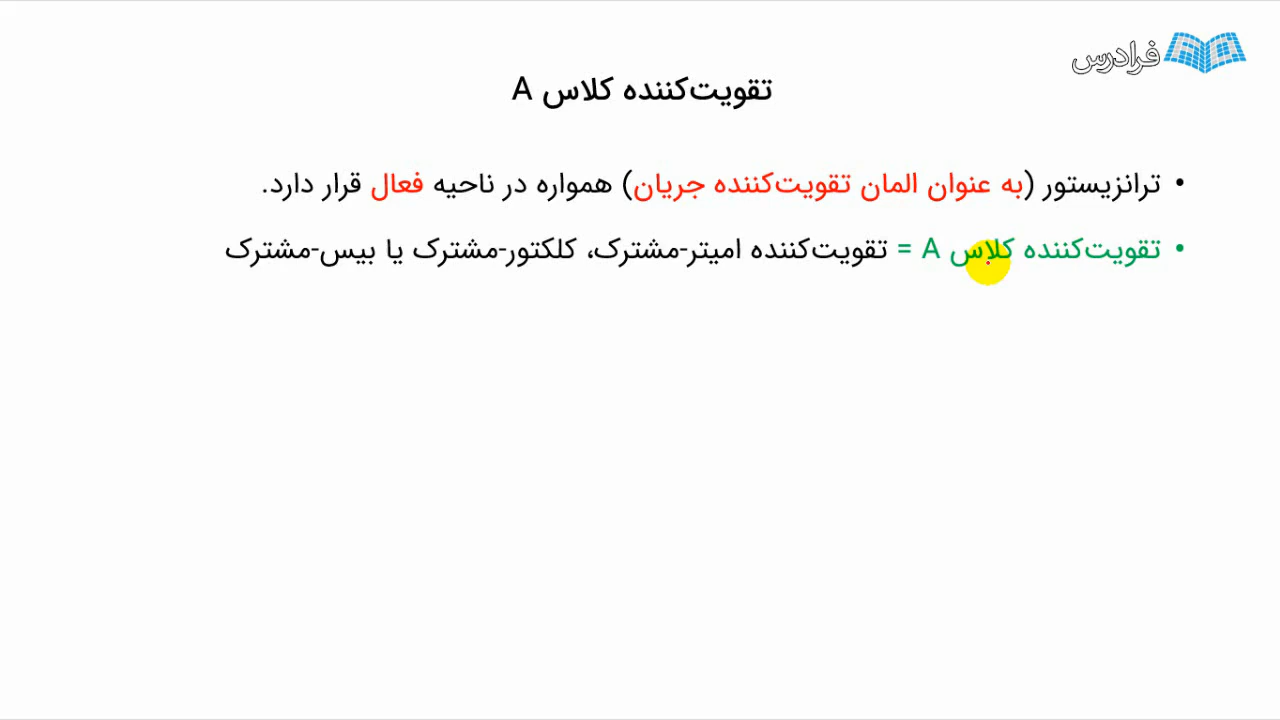 فرادرس
تقویت‌کننده کلاس A
• ترانزیستور (به عنوان المان تقویت‌کننده جریان) همواره در ناحیه فعال قرار دارد.
• تقویت‌کننده کلاس A = تقویت‌کننده امیتر-مشترک، کلکتور-مشترک یا بیس-مشترک